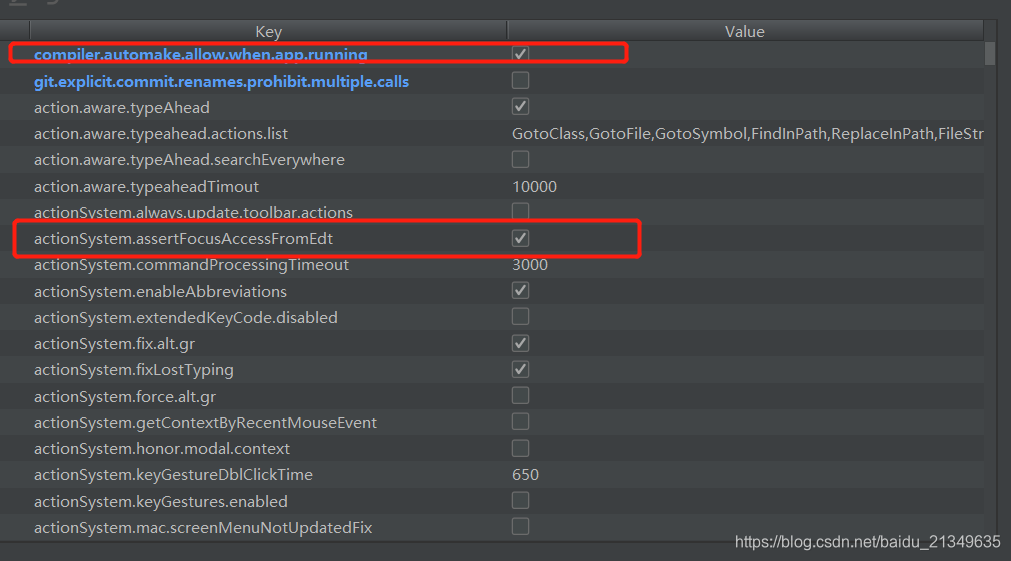 Key Value
compiler.automake.allow.when.app.running
git.explicit.commit.renames.prohibit.multiple.calls
action.aware.typeAhead
action.aware.typeahead.actions.list GotoClass,GotoFile,GotoSymbol,FindInPath,ReplaceInPath,FileStr
action.aware.typeAhead.searchEverywhere
action.aware.typeaheadTimout 10000
actionSystem.always.update.toolbar.actions
actionSystem.assertFocusAccessFromEdt
actionSystem.commandProcessingTimeout 3000
actionSystem.enableAbbreviations
actionSystem.extendedKeyCode.disabled
actionSystem.fix.alt.gr
actionSystem.fixLostTyping
actionSystem.force.alt.gr
actionSystem.getContextByRecentMouseEvent
actionSystem.honor.modal.context
actionSystem.keyGestureDblClickTime 650
actionSystem.keyGestures.enabled
actionSystem.mac.screenMenuNotUpdatedFix
https://blog.csdn.net/baidu_21349635